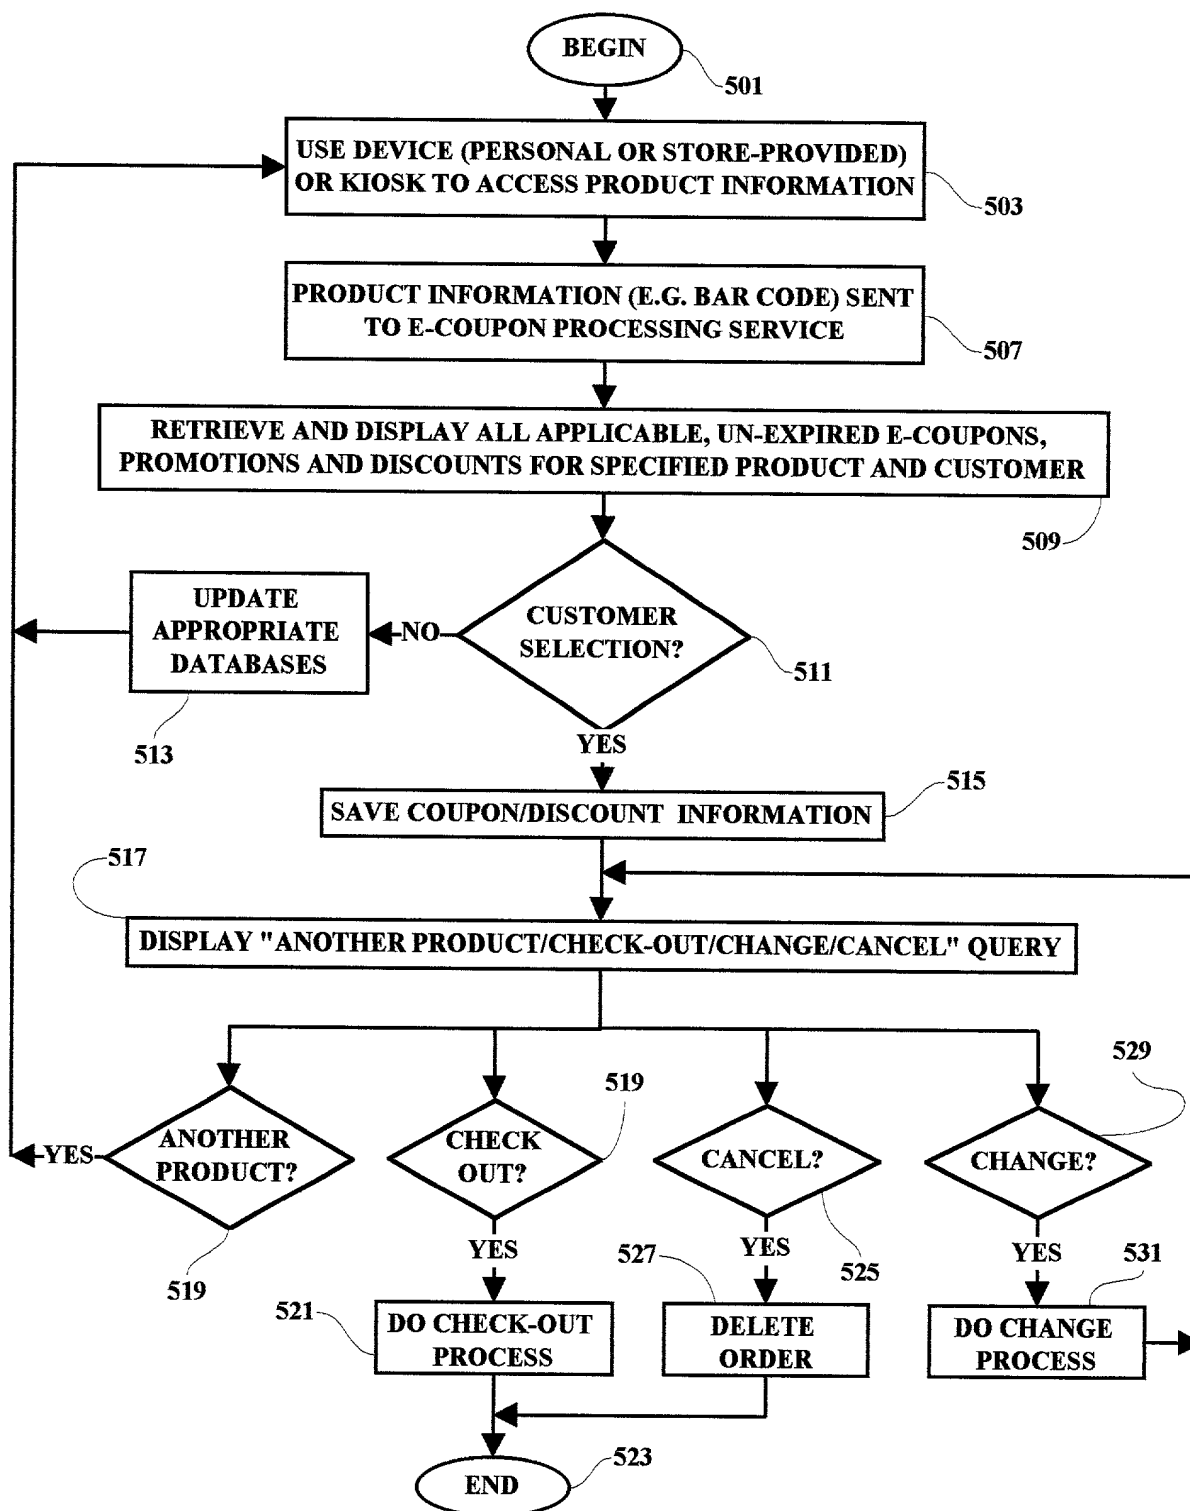 BEGIN
501
USE DEVICE (PERSONAL OR STORE-PROVIDED)
OR KIOSK TO ACCESS PRODUCT INFORMATION
503
PRODUCT INFORMATION (E.G. BAR CODE) SENT
TO E-COUPON PROCESSING SERVICE
507
RETRIEVE AND DISPLAY ALL APPLICABLE, UN-EXPIRED E-COUPONS,
PROMOTIONS AND DISCOUNTS FOR SPECIFIED PRODUCT AND CUSTOMER
509
UPDATE
APPROPRIATE
DATABASES
513
NO
CUSTOMER
SELECTION?
511
YES
515
SAVE COUPON/DISCOUNT INFORMATION
517
DISPLAY "ANOTHER PRODUCT/CHECK-OUT/CHANGE/CANCEL" QUERY
YES
ANOTHER
PRODUCT?
519
CHECK
OUT?
519
CANCEL?
525
CHANGE?
529
YES
YES
YES
521
DO CHECK-OUT
PROCESS
527
DELETE
ORDER
531
DO CHANGE
PROCESS
END
523